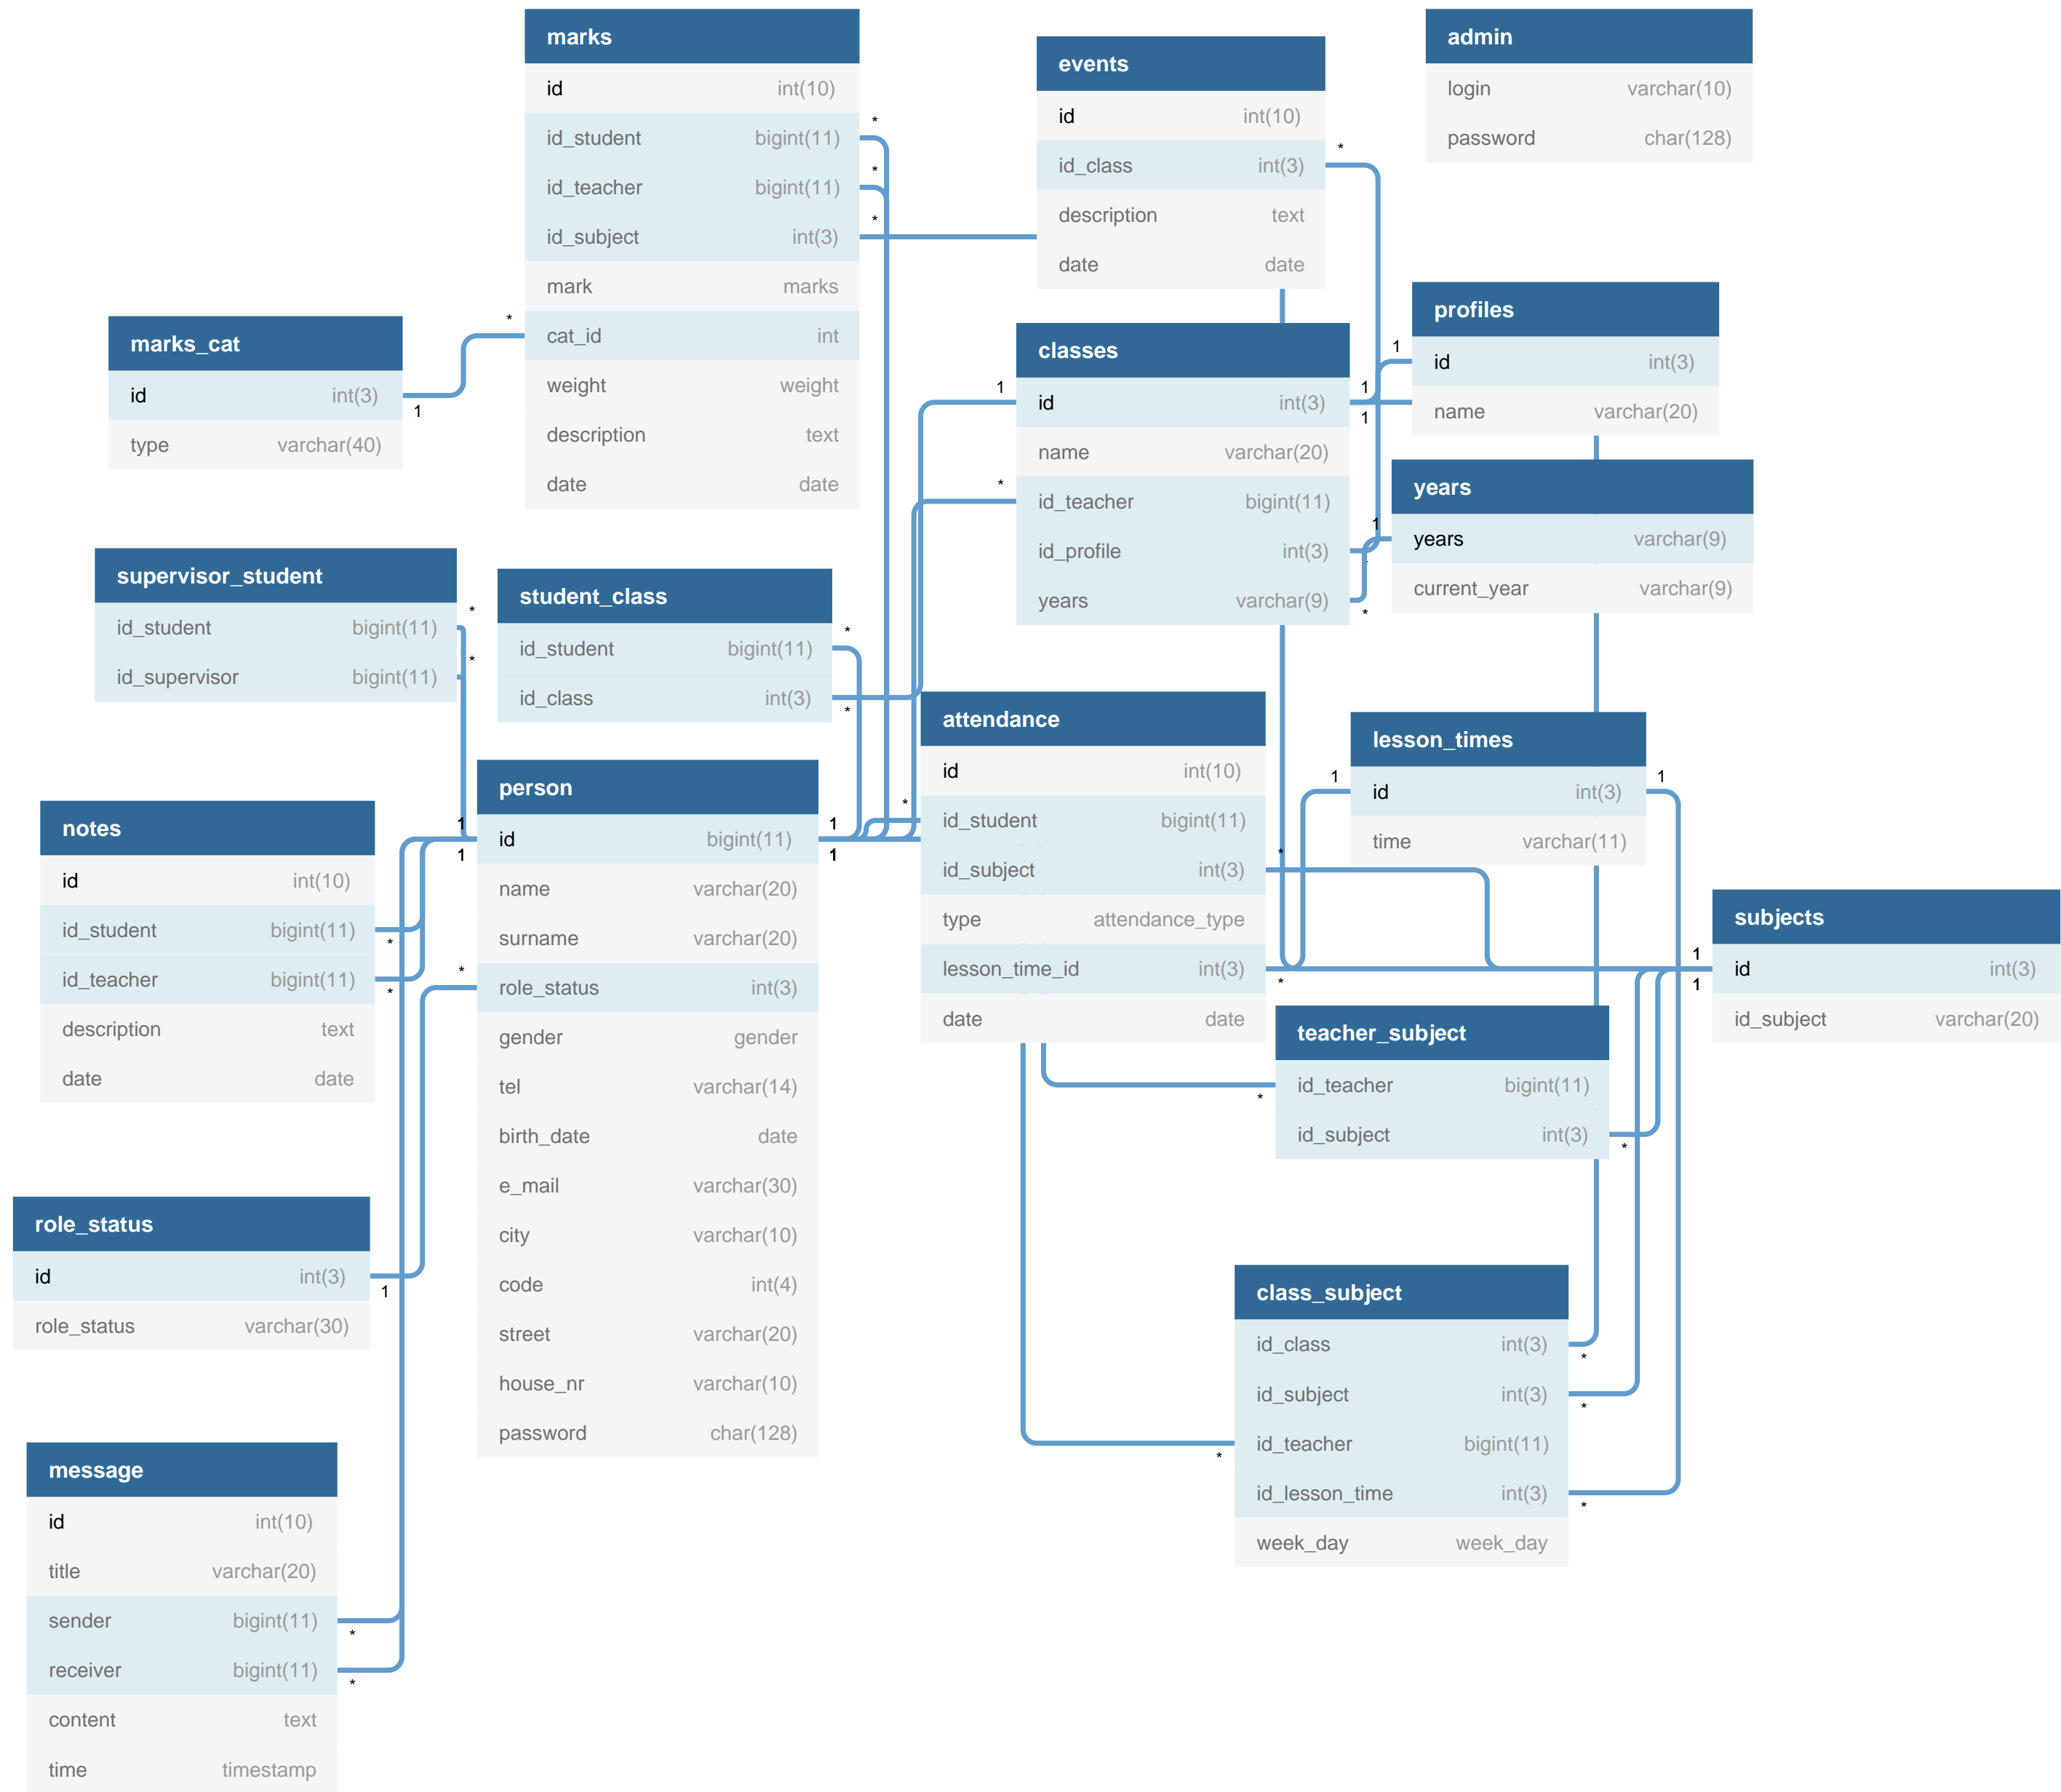 marks
id int(10)
id_student bigint(11)
id_teacher bigint(11)
id_subject int(3)
mark marks
cat_id int
weight weight
description text
date date
events
id int(10)
id_class int(3)
description text
date date
admin
login varchar(10)
password char(128)
marks_cat
id int(3)
type varchar(40)
classes
id int(3)
name varchar(20)
id_teacher bigint(11)
id_profile int(3)
years varchar(9)
profiles
id int(3)
name varchar(20)
years
years varchar(9)
current_year varchar(9)
supervisor_student
id_student bigint(11)
id_supervisor bigint(11)
student_class
id_student bigint(11)
id_class int(3)
attendance
id int(10)
id_student bigint(11)
id_subject int(3)
type attendance_type
lesson_time_id int(3)
date date
lesson_times
id int(3)
time varchar(11)
notes
id int(10)
id_student bigint(11)
id_teacher bigint(11)
description text
date date
person
id bigint(11)
name varchar(20)
surname varchar(20)
role_status int(3)
gender gender
tel varchar(14)
birth_date date
e_mail varchar(30)
city varchar(10)
code int(4)
street varchar(20)
house_nr varchar(10)
password char(128)
subjects
id int(3)
id_subject varchar(20)
teacher_subject
id_teacher bigint(11)
id_subject int(3)
role_status
id int(3)
role_status varchar(30)
class_subject
id_class int(3)
id_subject int(3)
id_teacher bigint(11)
id_lesson_time int(3)
week_day week_day
message
id int(10)
title varchar(20)
sender bigint(11)
receiver bigint(11)
content text
time timestamp